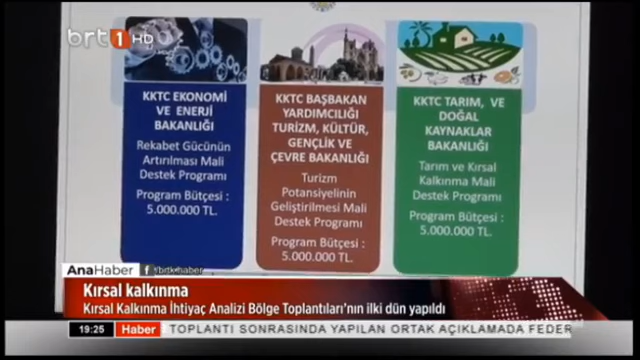 brt 1 HD
KKTC EKONOMİ
VE ENERJİ
BAKANLIĞI
Rekabet Gücünün
Artırılması Mali
Destek Programı
Program Bütçesi :
5.000.000 TL.
KKTC BAŞBAKAN
YARDIMCILIĞI
TURİZM, KÜLTÜR,
GENÇLİK VE
ÇEVRE BAKANLIĞI
Turizm
Potansiyelinin
Geliştirilmesi Mali
Destek Programı
Program Bütçesi :
5.000.000 TL.
KKTC TARIM, VE
DOĞAL
KAYNAKLAR
BAKANLIĞI
Tarım ve Kırsal
Kalkınma Mali
Destek Programı
Program Bütçesi :
5.000.000 TL.
AnaHaber f /brtk.haber
Kırsal kalkınma
Kırsal Kalkınma İhtiyaç Analizi Bölge Toplantıları'nın ilki dün yapıldı
19:25 Haber TOPLANTI SONRASINDA YAPILAN ORTAK AÇIKLAMADA FEDER